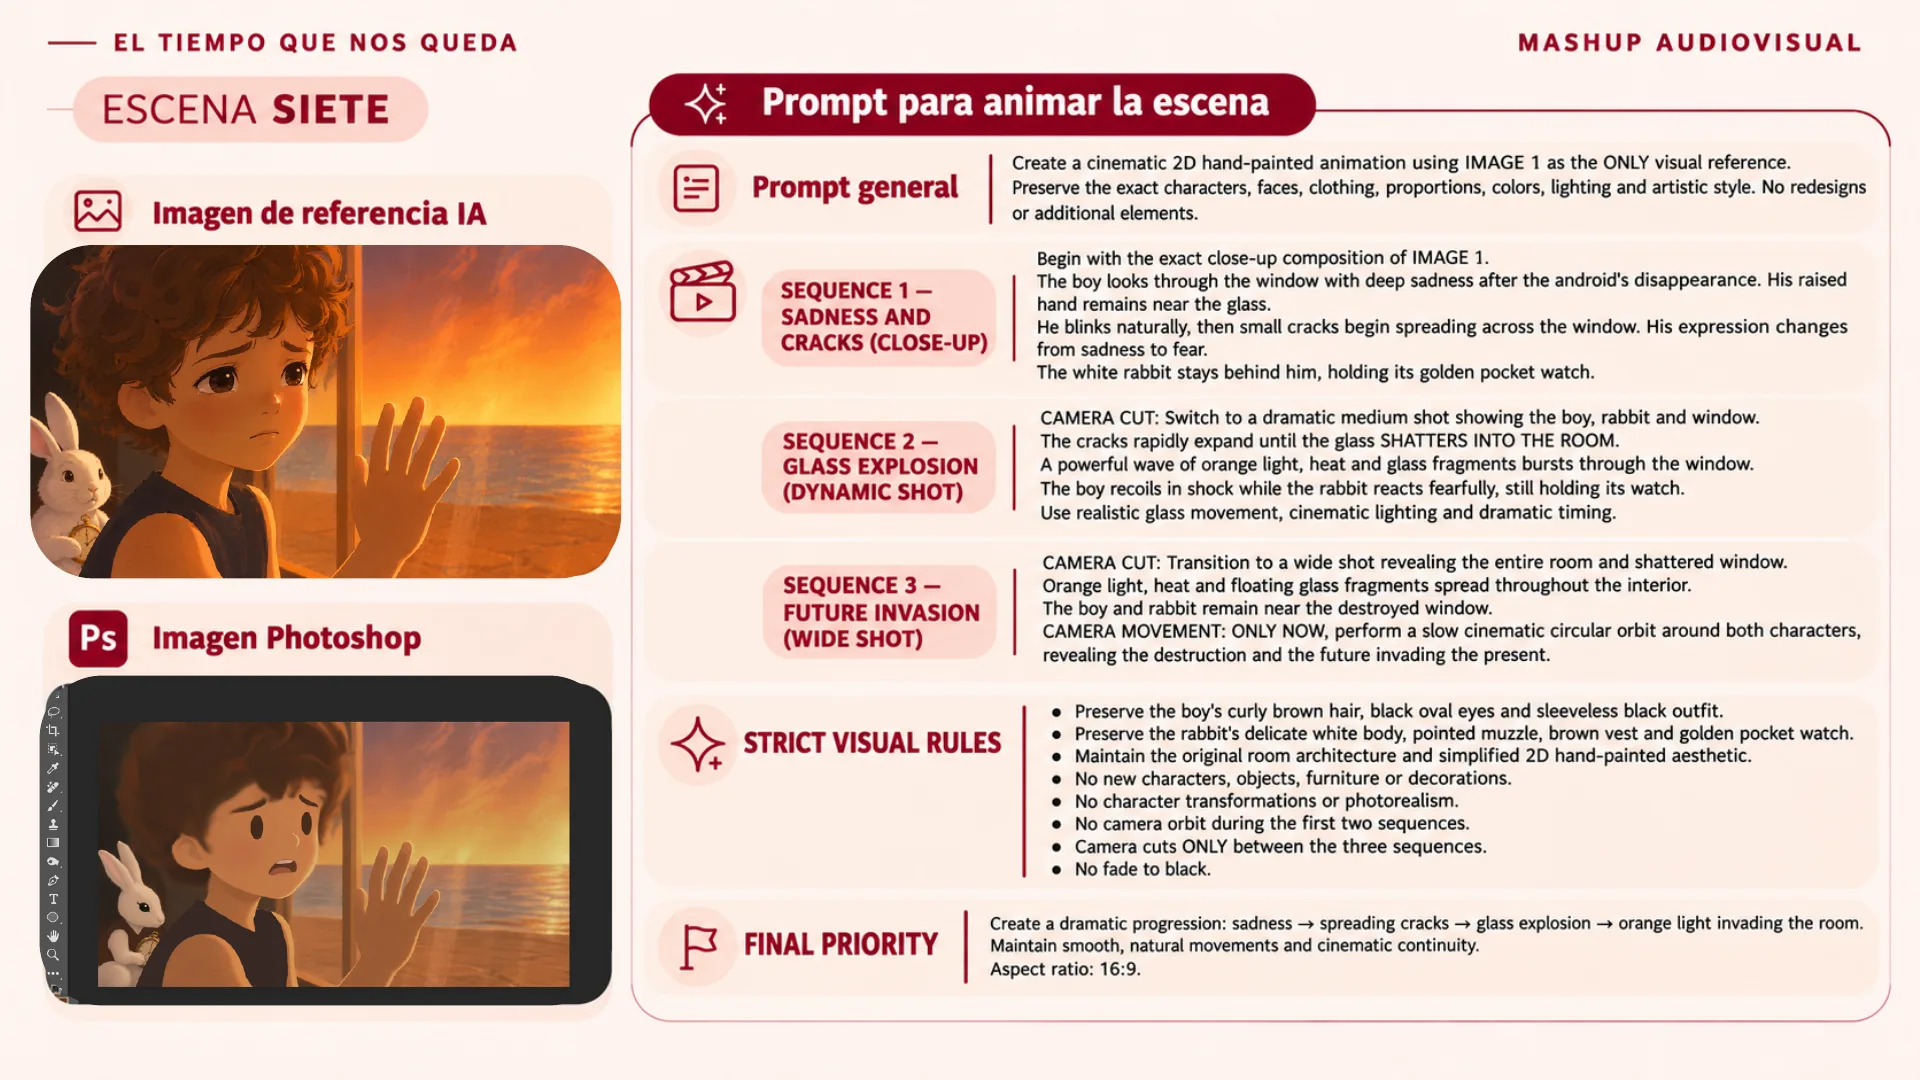 EL TIEMPO QUE NOS QUEDA
MASHUP AUDIOVISUAL
ESCENA SIETE
Imagen de referencia IA
Ps
Imagen Photoshop
T
Prompt para animar la escena
Prompt general
Create a cinematic 2D hand-painted animation using IMAGE 1 as the ONLY visual reference.
Preserve the exact characters, faces, clothing, proportions, colors, lighting and artistic style. No redesigns
or additional elements.
SEQUENCE 1 —
SADNESS AND
CRACKS (CLOSE-UP)
Begin with the exact close-up composition of IMAGE 1.
The boy looks through the window with deep sadness after the android's disappearance. His raised
hand remains near the glass.
He blinks naturally, then small cracks begin spreading across the window. His expression changes
from sadness to fear.
The white rabbit stays behind him, holding its golden pocket watch.
SEQUENCE 2 —
GLASS EXPLOSION
(DYNAMIC SHOT)
CAMERA CUT: Switch to a dramatic medium shot showing the boy, rabbit and window.
The cracks rapidly expand until the glass SHATTERS INTO THE ROOM.
A powerful wave of orange light, heat and glass fragments bursts through the window.
The boy recoils in shock while the rabbit reacts fearfully, still holding its watch.
Use realistic glass movement, cinematic lighting and dramatic timing.
SEQUENCE 3 —
FUTURE INVASION
(WIDE SHOT)
CAMERA CUT: Transition to a wide shot revealing the entire room and shattered window.
Orange light, heat and floating glass fragments spread throughout the interior.
The boy and rabbit remain near the destroyed window.
CAMERA MOVEMENT: ONLY NOW, perform a slow cinematic circular orbit around both characters,
revealing the destruction and the future invading the present.
STRICT VISUAL RULES
● Preserve the boy's curly brown hair, black oval eyes and sleeveless black outfit.
● Preserve the rabbit's delicate white body, pointed muzzle, brown vest and golden pocket watch.
● Maintain the original room architecture and simplified 2D hand-painted aesthetic.
● No new characters, objects, furniture or decorations.
● No character transformations or photorealism.
● No camera orbit during the first two sequences.
● Camera cuts ONLY between the three sequences.
● No fade to black.
FINAL PRIORITY
Create a dramatic progression: sadness → spreading cracks → glass explosion → orange light invading the room.
Maintain smooth, natural movements and cinematic continuity.
Aspect ratio: 16:9.